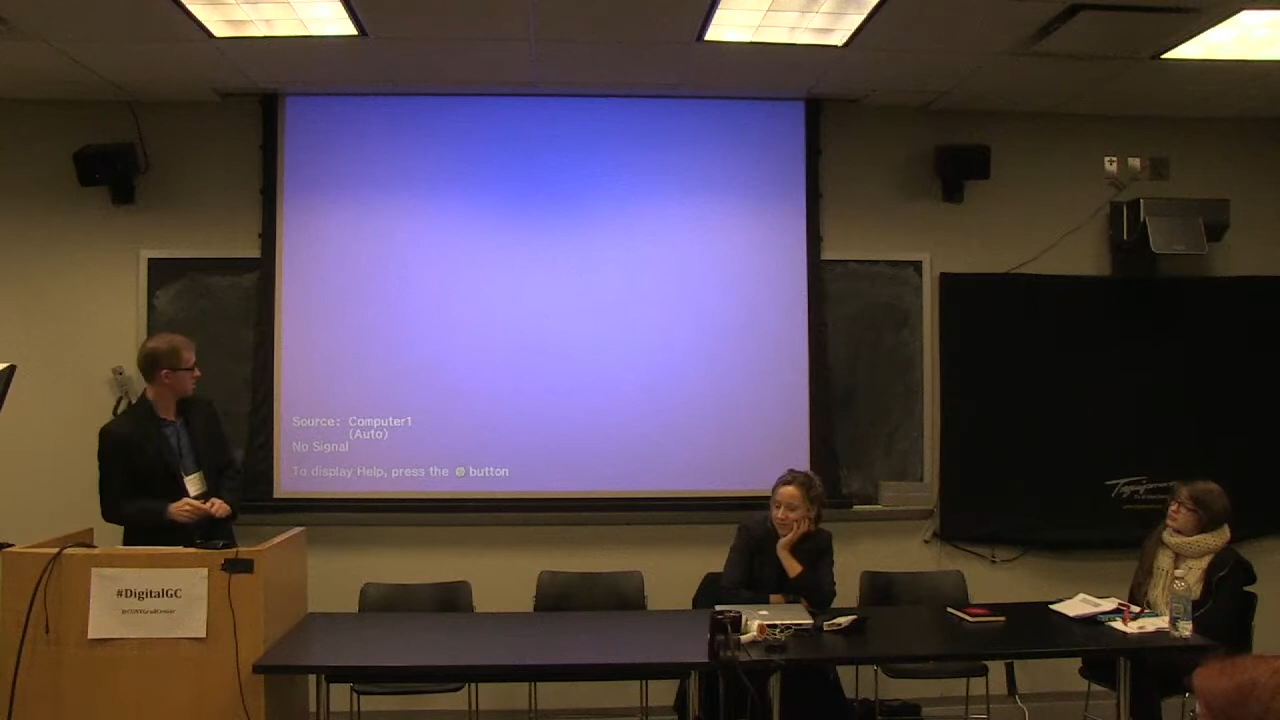 Source: Computer1
(Auto)
No Signal
To display Help, press the button
#DigitalGC